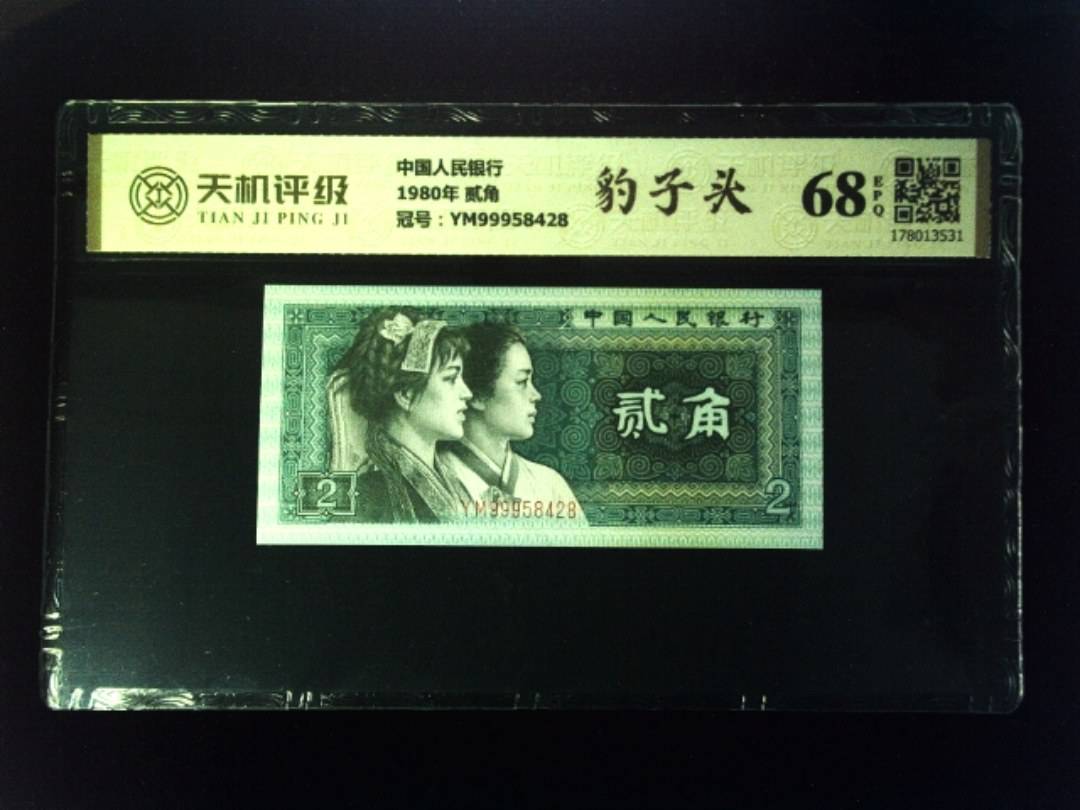 天机评级
TIAN JI PING JI
中国人民银行
1980年 贰角
冠号：YM99958428
豹子头
68
EPQ
178013531
中国人民银行
贰角
2
YM99958428
2